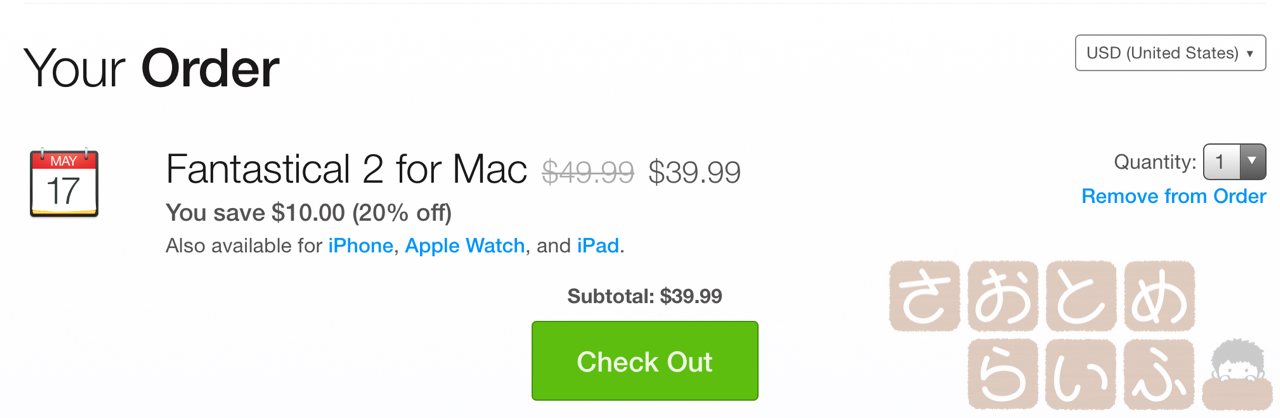 Your Order
USD (United States) ▾
MAY
17
Fantastical 2 for Mac $49.99 $39.99
Quantity: 1
You save $10.00 (20% off)
Remove from Order
Also available for iPhone, Apple Watch, and iPad.
Subtotal: $39.99
Check Out
さおとめ
らいふ